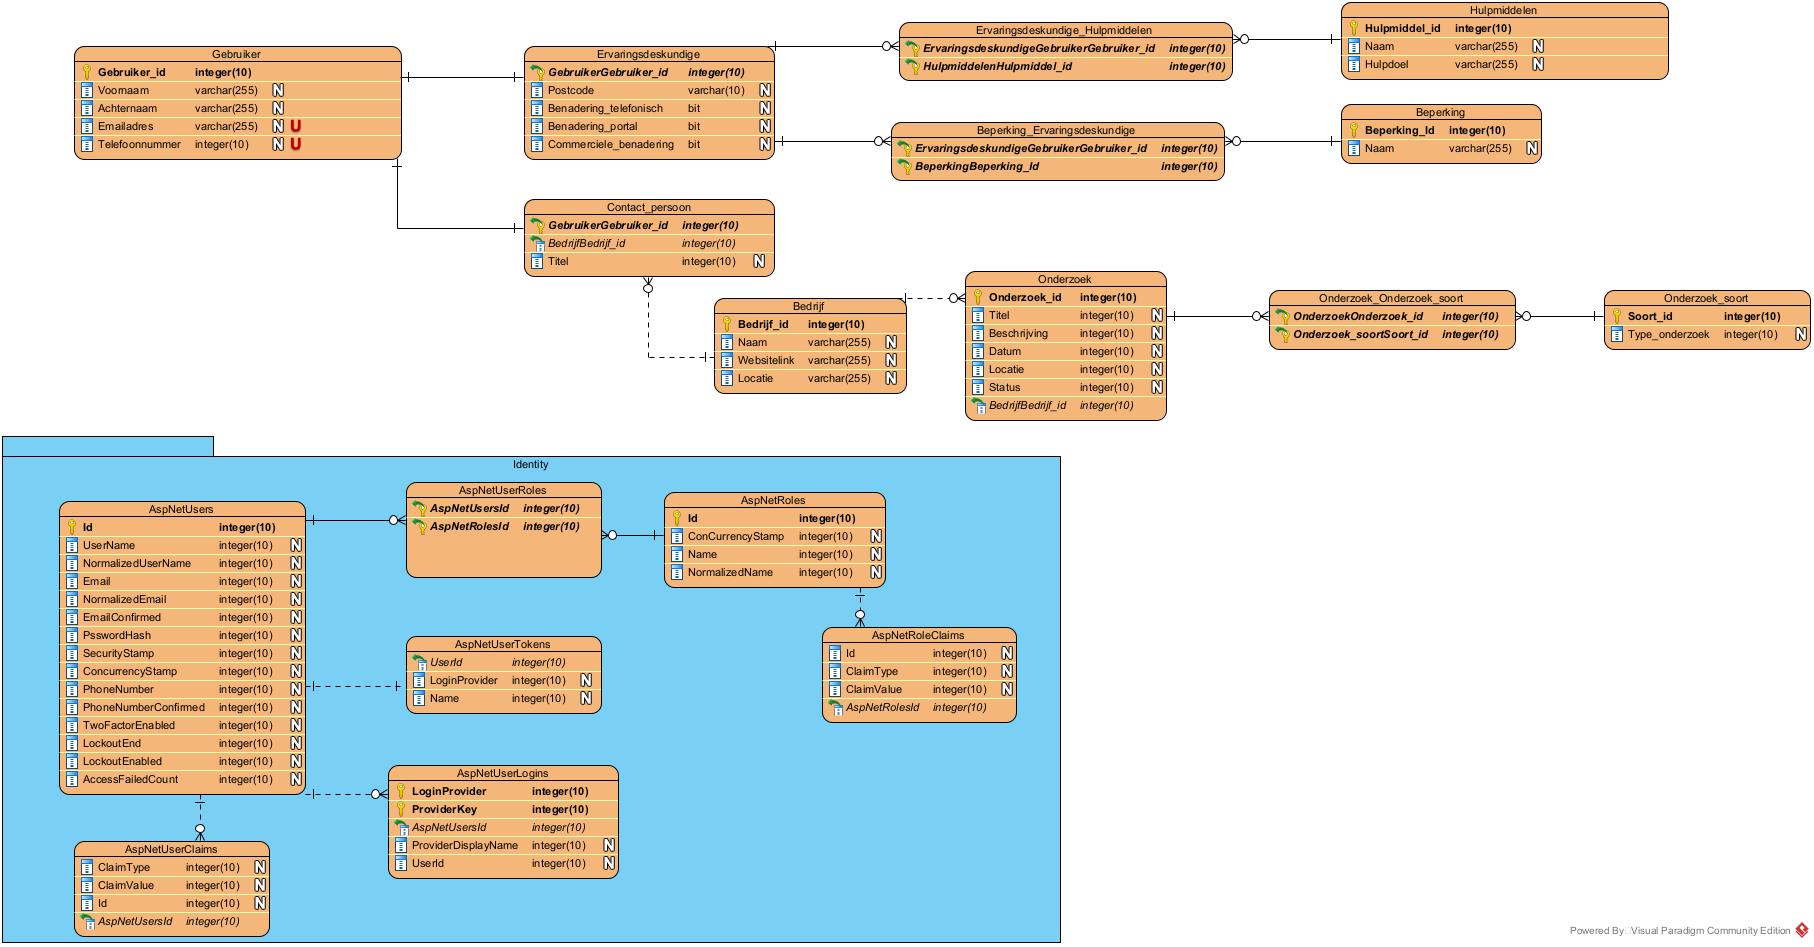 Gebruiker
Gebruiker_id integer(10)
Voornaam varchar(255) N
Achternaam varchar(255) N
Emailadres varchar(255) N U
Telefoonnummer integer(10) N U
Ervaringsdeskundige
GebruikerGebruiker_id integer(10)
Postcode varchar(10) N
Benadering_telefonisch bit N
Benadering_portal bit N
Commerciele_benadering bit N
Ervaringsdeskundige_Hulpmiddelen
ErvaringsdeskundigeGebruikerGebruiker_id integer(10)
HulpmiddelenHulpmiddel_id integer(10)
Hulpmiddelen
Hulpmiddel_id integer(10)
Naam varchar(255) N
Hulpdoel varchar(255) N
Beperking_Ervaringsdeskundige
ErvaringsdeskundigeGebruikerGebruiker_id integer(10)
BeperkingBeperking_Id integer(10)
Beperking
Beperking_Id integer(10)
Naam varchar(255) N
Contact_persoon
GebruikerGebruiker_id integer(10)
BedrijfBedrijf_id integer(10)
Titel integer(10) N
Bedrijf
Bedrijf_id integer(10)
Naam varchar(255) N
Websitelink varchar(255) N
Locatie varchar(255) N
Onderzoek
Onderzoek_id integer(10)
Titel integer(10) N
Beschrijving integer(10) N
Datum integer(10) N
Locatie integer(10) N
Status integer(10) N
BedrijfBedrijf_id integer(10)
Onderzoek_Onderzoek_soort
OnderzoekOnderzoek_id integer(10)
Onderzoek_soortSoort_id integer(10)
Onderzoek_soort
Soort_id integer(10)
Type_onderzoek integer(10) N
Identity
AspNetUsers
Id integer(10)
UserName integer(10) N
NormalizedUserName integer(10) N
Email integer(10) N
NormalizedEmail integer(10) N
EmailConfirmed integer(10) N
PsswordHash integer(10) N
SecurityStamp integer(10) N
ConcurrencyStamp integer(10) N
PhoneNumber integer(10) N
PhoneNumberConfirmed integer(10) N
TwoFactorEnabled integer(10) N
LockoutEnd integer(10) N
LockoutEnabled integer(10) N
AccessFailedCount integer(10) N
AspNetUserRoles
AspNetUsersId integer(10)
AspNetRolesId integer(10)
AspNetRoles
Id integer(10)
ConCurrencyStamp integer(10) N
Name integer(10) N
NormalizedName integer(10) N
AspNetUserTokens
UserId integer(10)
LoginProvider integer(10) N
Name integer(10) N
AspNetRoleClaims
Id integer(10) N
ClaimType integer(10) N
ClaimValue integer(10) N
AspNetRolesId integer(10)
AspNetUserLogins
LoginProvider integer(10)
ProviderKey integer(10)
AspNetUsersId integer(10)
ProviderDisplayName integer(10) N
UserId integer(10) N
AspNetUserClaims
ClaimType integer(10) N
ClaimValue integer(10) N
Id integer(10) N
AspNetUsersId integer(10)
Powered By Visual Paradigm Community Edition